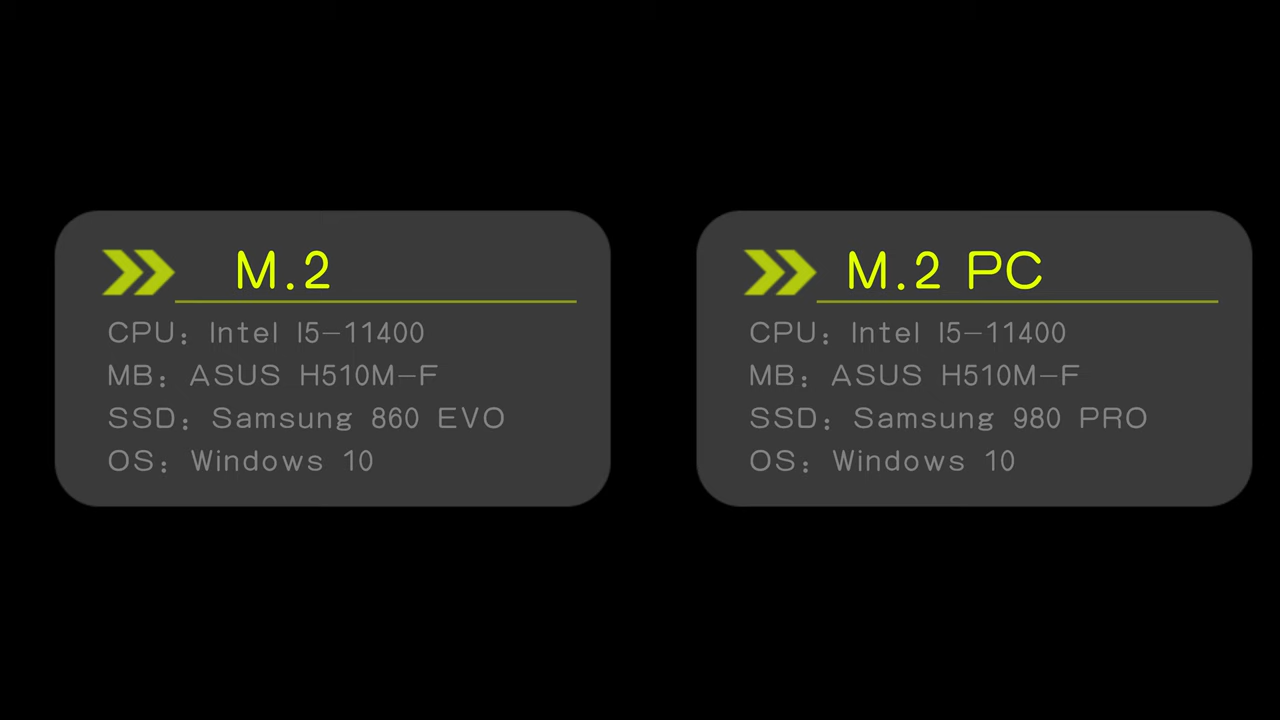 M.2
CPU: Intel I5-11400
MB: ASUS H510M-F
SSD: Samsung 860 EVO
OS: Windows 10
M.2 PC
CPU: Intel I5-11400
MB: ASUS H510M-F
SSD: Samsung 980 PRO
OS: Windows 10